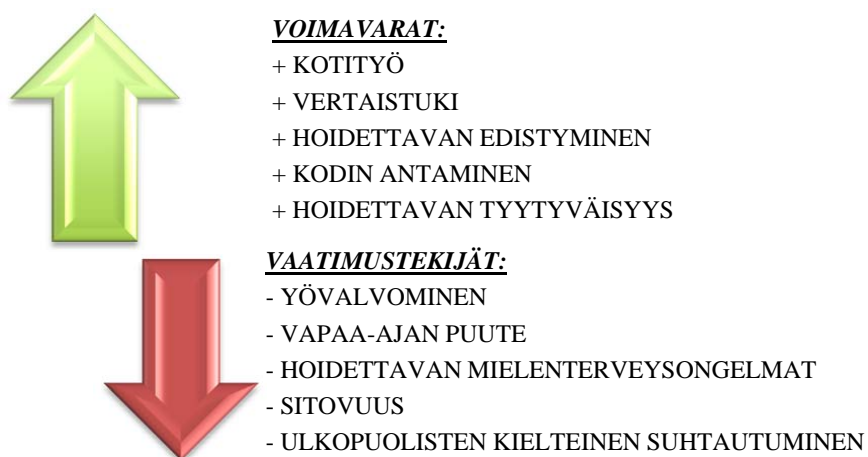 VOIMAVARAT:
+ KOTITYÖ
+ VERTAISTUKI
+ HOIDETTAVAN EDISTYMINEN
+ KODIN ANTAMINEN
+ HOIDETTAVAN TYYTYVÄISYYS
VAATIMUSTEKIJÄT:
- YÖVALVOMINEN
- VAPAA-AJAN PUUTE
- HOIDETTAVAN MIELENTERVEYSONGELMAT
- SITOVUUS
- ULKOPUOLISTEN KIELTEINEN SUHTAUTUMINEN